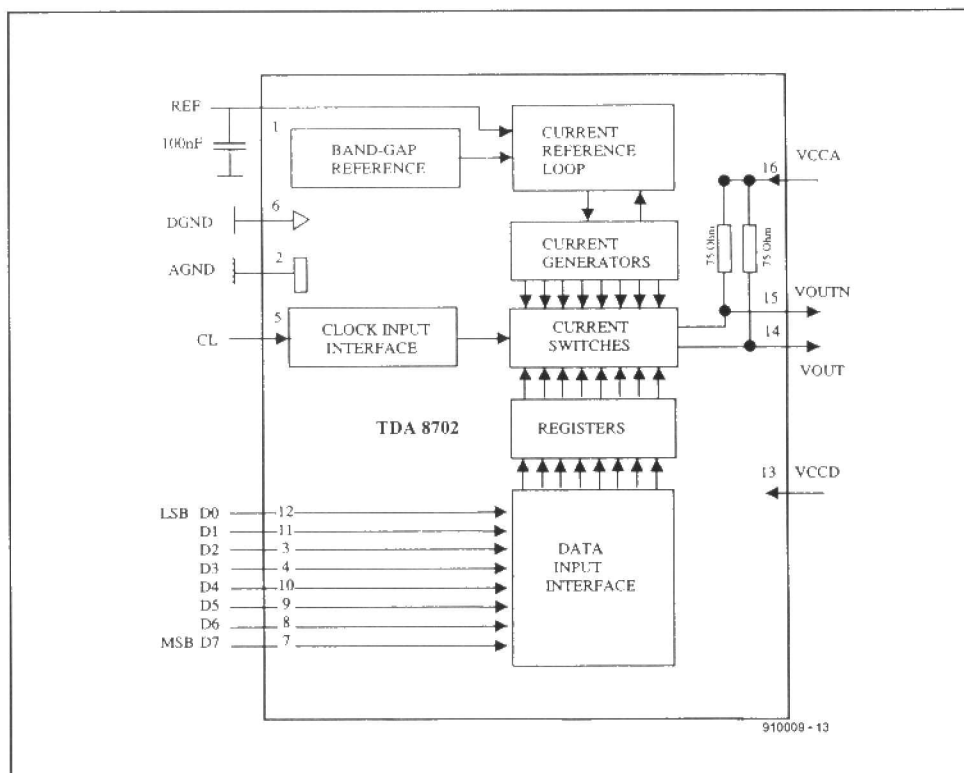 REF
1
100nF
BAND-GAP
REFERENCE
CURRENT
REFERENCE
LOOP
16
VCCA
6
DGND
2
AGND
CURRENT
GENERATORS
75 Ohm
75 Ohm
15
VOUTN
5
CL
CLOCK INPUT
INTERFACE
CURRENT
SWITCHES
14
VOUT
TDA 8702
REGISTERS
13
VCCD
LSB D0 12
D1 11
D2 3
D3 4
D4 10
D5 9
D6 8
MSB D7 7
DATA
INPUT
INTERFACE
910009 - 13